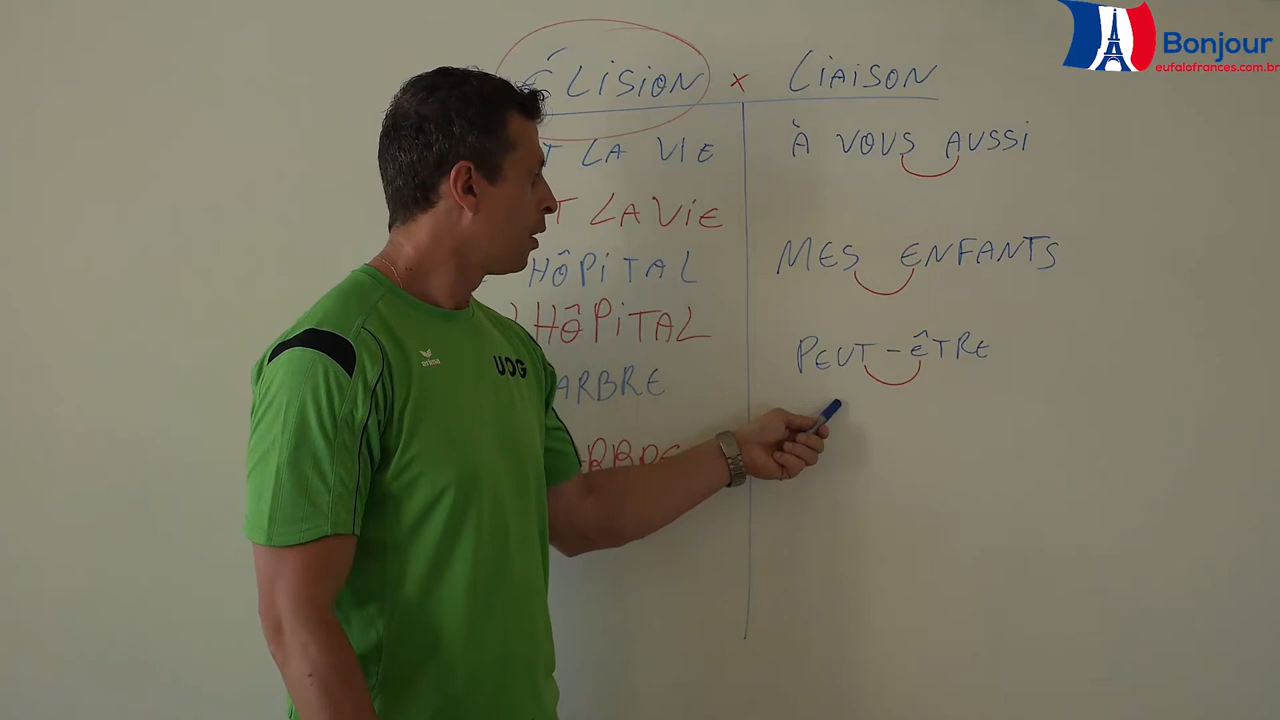 Bonjour
eufalofrances.com.br
ÉLISION x LIAISON
T LA VIE
À VOUS AUSSI
T LA VIE
HÔPITAL
MES ENFANTS
L'HÔPITAL
PEUT-ÊTRE
ARBRE
erima
UOG